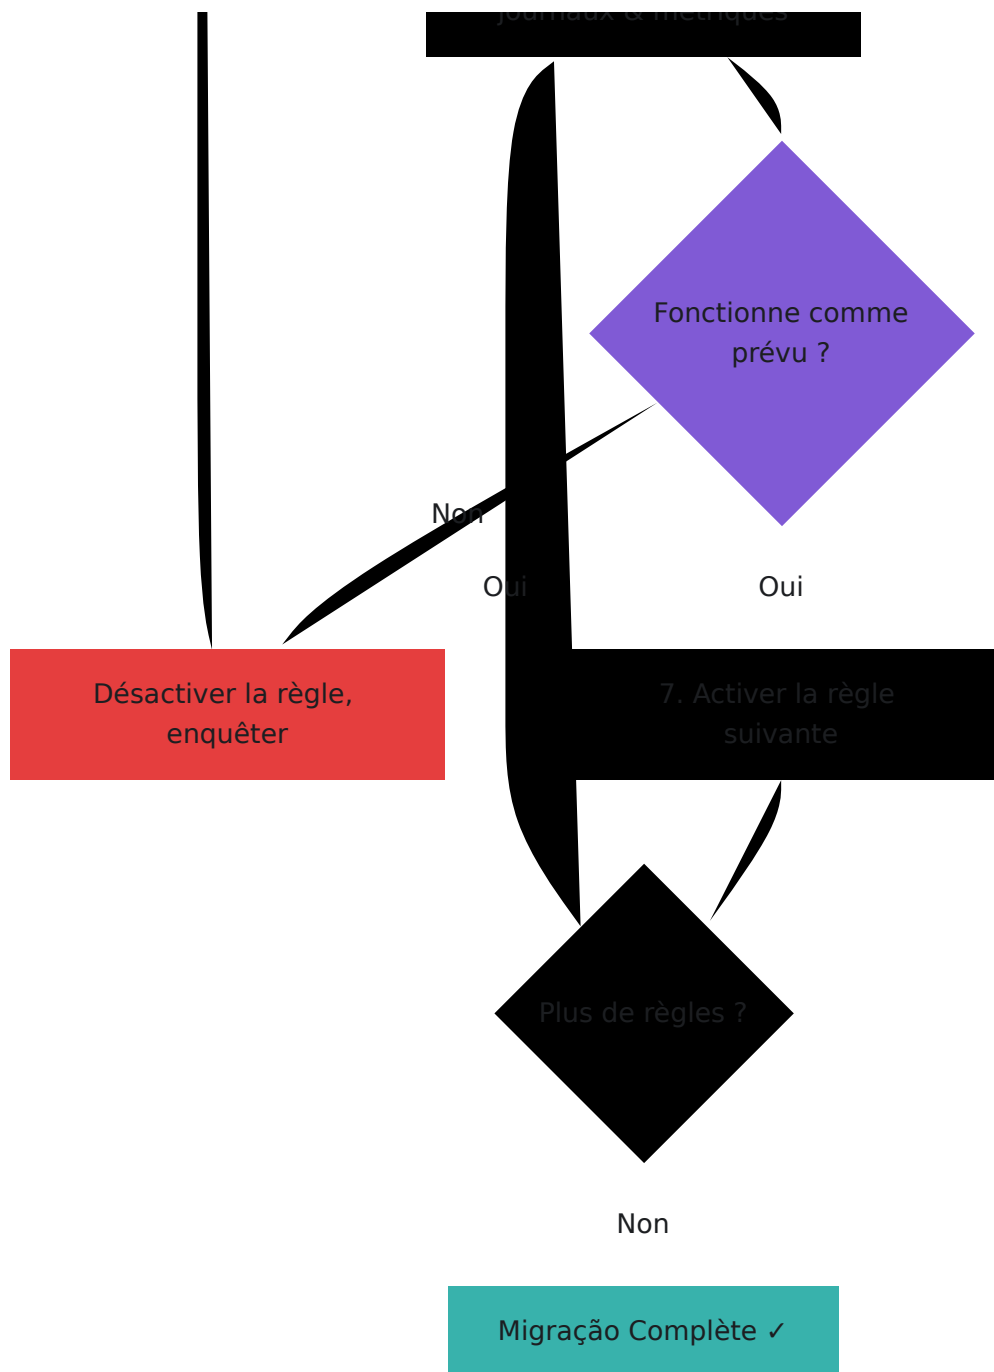 journaux & métriques
Fonctionne comme
prévu ?
Non
Oui
Oui
Désactiver la règle,
enquêter
7. Activer la règle
suivante
Plus de règles ?
Non
Migração Complète ✓